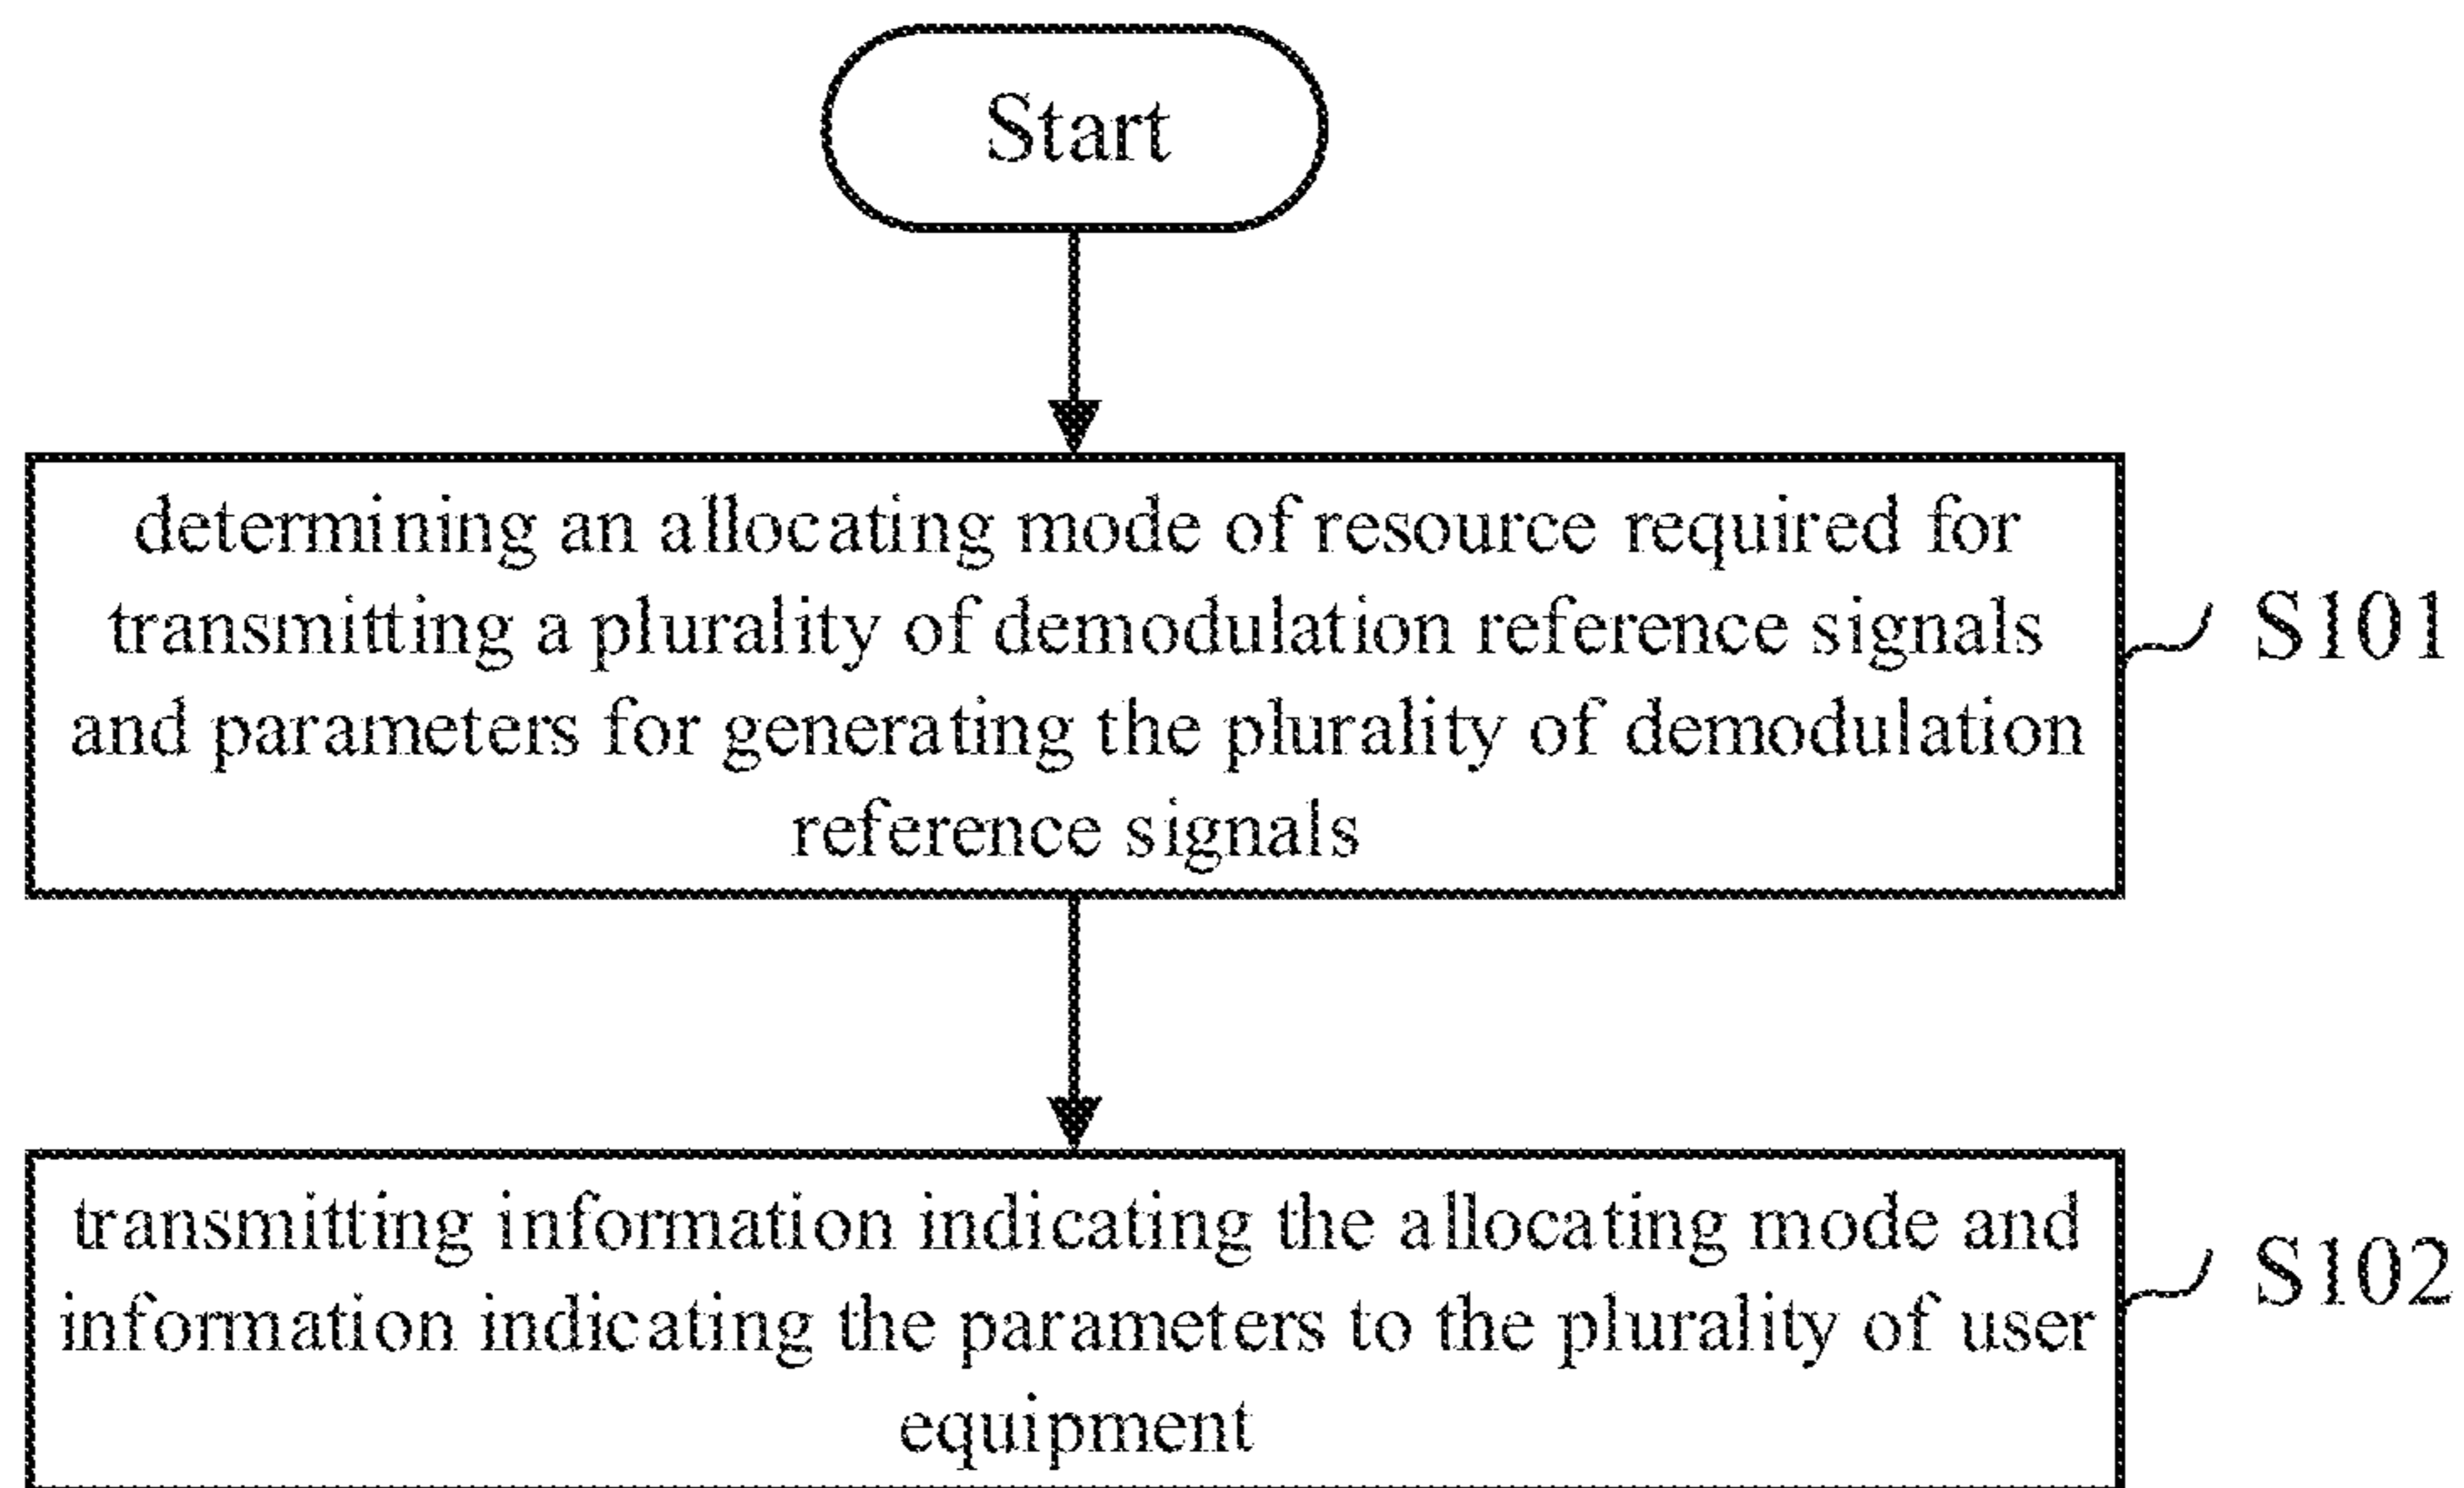 Start
determining an allocating mode of resource required for
transmitting a plurality of demodulation reference signals
and parameters for generating the plurality of demodulation
reference signals
S101
transmitting information indicating the allocating mode and
information indicating the parameters to the plurality of user
equipment
S102